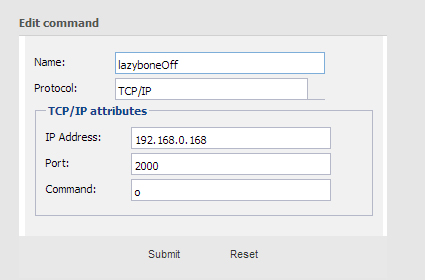 Edit command
Name: lazyboneOff
Protocol: TCP/IP
TCP/IP attributes
IP Address: 192.168.0.168
Port: 2000
Command: o
Submit Reset